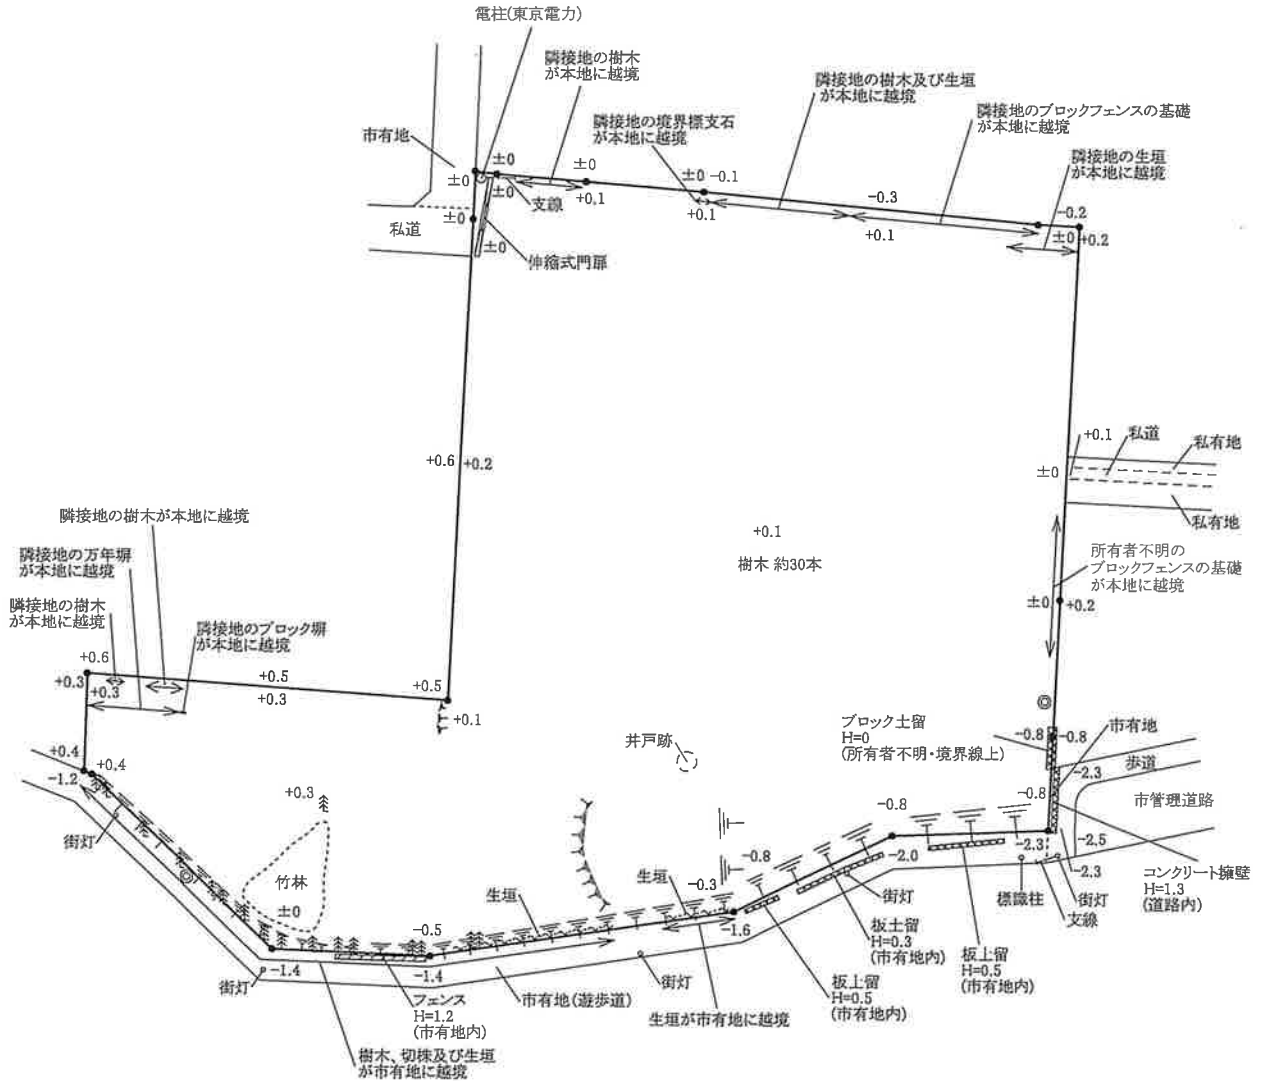 電柱(東京電力)
隣接地の樹木
が本地に越境
隣接地の樹木及び生垣
が本地に越境
隣接地の境界標支石
が本地に越境
隣接地のブロックフェンスの基礎
が本地に越境
隣接地の生垣
が本地に越境
市有地
±0
±0
±0
±0 -0.1
±0
支線
+0.1
+0.1
-0.3
+0.1
-0.2
±0
+0.2
私道
±0
±0
伸縮式門扉
+0.6
+0.2
+0.1
私道
私有地
±0
私有地
+0.1
樹木 約30本
所有者不明の
ブロックフェンスの基礎
が本地に越境
±0
+0.2
隣接地の樹木が本地に越境
隣接地の万年塀
が本地に越境
隣接地の樹木
が本地に越境
隣接地のブロック塀
が本地に越境
+0.6
+0.3
+0.3
+0.5
+0.3
+0.5
+0.1
井戸跡
ブロック土留
H=0
(所有者不明・境界線上)
-0.8
-0.8
市有地
歩道
-2.3
市管理道路
+0.4
-1.2
+0.4
+0.3
街灯
竹林
±0
-0.8
-0.8
-2.3
-2.5
-2.3
-0.8
-2.0
生垣
-0.3
生垣
-0.5
-1.6
街灯
標識柱
街灯
支線
コンクリート擁壁
H=1.3
(道路内)
板土留
H=0.3
(市有地内)
板上留
H=0.5
(市有地内)
板上留
H=0.5
(市有地内)
街灯
-1.4
-1.4
街灯
フェンス
H=1.2
(市有地内)
市有地(遊歩道)
生垣が市有地に越境
樹木、切株及び生垣
が市有地に越境